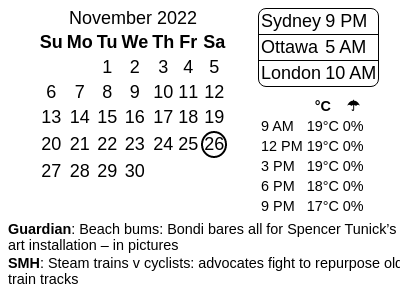 November 2022
Su Mo Tu We Th Fr Sa
1 2 3 4 5
6 7 8 9 10 11 12
13 14 15 16 17 18 19
20 21 22 23 24 25 26
27 28 29 30
Sydney 9 PM
Ottawa 5 AM
London 10 AM
°C ☂
9 AM 19°C 0%
12 PM 19°C 0%
3 PM 19°C 0%
6 PM 18°C 0%
9 PM 17°C 0%
Guardian: Beach bums: Bondi bares all for Spencer Tunick's
art installation – in pictures
SMH: Steam trains v cyclists: advocates fight to repurpose old
train tracks